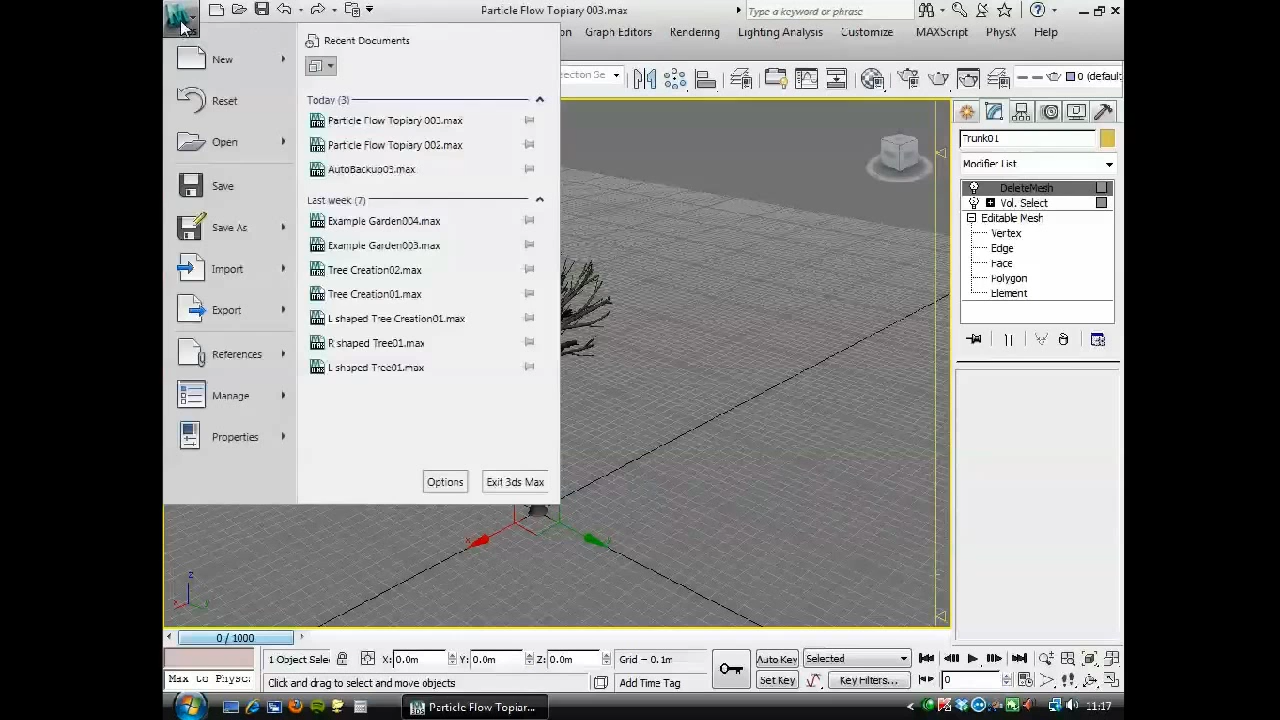 Particle Flow Topiary 003.max
Type a keyword or phrase
Graph Editors Rendering Lighting Analysis Customize MAXScript PhysX Help
0 (default
New
Reset
Open
Save
Save As
Import
Export
References
Manage
Properties
Recent Documents
Today (3)
Particle Flow Topiary 003.max
Particle Flow Topiary 002.max
AutoBackup03.max
Last week (7)
Example Garden004.max
Example Garden003.max
Tree Creation02.max
Tree Creation01.max
L shaped Tree Creation01.max
R shaped Tree01.max
L shaped Tree01.max
Options Exit 3ds Max
Trunk01
Modifier List
DeleteMesh
Vol. Select
Editable Mesh
Vertex
Edge
Face
Polygon
Element
z
0 / 1000
1 Object Selec
X: 0.0m Y: 0.0m Z: 0.0m
Grid = 0.1m
Auto Key Selected
Max to Physcs
Click and drag to select and move objects
Add Time Tag
Set Key Key Filters...
0
Particle Flow Topiar...
11:17